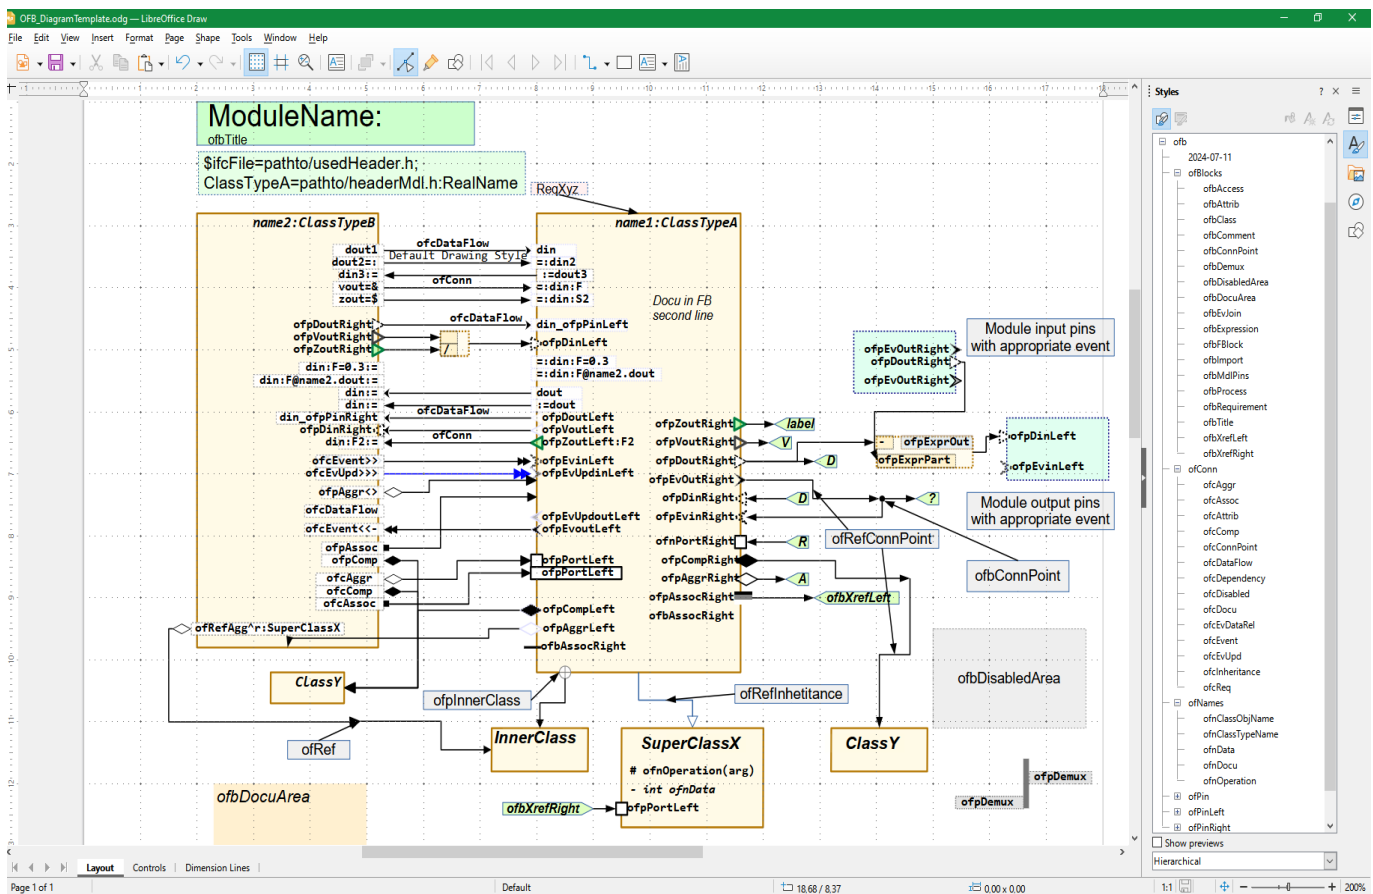 OFB_DiagramTemplate.odg — LibreOffice Draw
File Edit View Insert Format Page Shape Tools Window Help
ModuleName:
ofbTitle
$ifcFile=pathto/usedHeader.h;
ClassTypeA=pathto/headerMdl.h:RealName
ReqXyz
name2:ClassTypeB
dout1
dout2=:
din3:=
vout=&
zout=$
ofpDoutRight
ofpVoutRight
ofpZoutRight
din:F=0.3:=
din:F@name2.dout:=
din:=
din:=
din_ofpPinRight
ofpDinRight
din:F2:=
ofcEvent>>
ofcEvUpd>>>
ofpAggr<>
ofcDataFlow
ofcEvent<<-
ofpAssoc
ofpComp
ofcAggr
ofcComp
ofcAssoc
ofRefAgg^r:SuperClassX
ofcDataFlow
Default Drawing Style
ofConn
ofcDataFlow
/
ofcDataFlow
ofConn
name1:ClassTypeA
din
=:din2
:=dout3
=:din:F
=:din:S2
Docu in FB
second line
din_ofpPinLeft
ofpDinLeft
=:din:F=0.3
=:din:F@name2.dout
dout
:=dout
ofpDoutLeft
ofpVoutLeft
ofpZoutLeft:F2
ofpEvinLeft
ofpEvUpdinLeft
ofpEvUpdoutLeft
ofpEvoutLeft
ofpPortLeft
ofpPortLeft
ofpCompLeft
ofpAggrLeft
ofbAssocRight
ofpZoutRight
ofpVoutRight
ofpDoutRight
ofpEvOutRight
ofpDinRight
ofpEvinRight
ofnPortRight
ofpCompRight
ofpAggrRight
ofpAssocRight
ofbAssocRight
label
V
D
D
?
R
A
ofbXrefLeft
ofpEvOutRight
ofpDoutRight
ofpEvOutRight
Module input pins
with appropriate event
-
ofpExprOut
ofpExprPart
ofpDinLeft
ofpEvinLeft
Module output pins
with appropriate event
ofRefConnPoint
ofbConnPoint
ofbDisabledArea
ClassY
ofRef
ofpInnerClass
ofRefInhetitance
InnerClass
SuperClassX
# ofnOperation(arg)
- int ofnData
ofpPortLeft
ofbXrefRight
ClassY
ofpDemux
ofpDemux
ofbDocuArea
Styles
ofb
2024-07-11
ofBlocks
ofbAccess
ofbAttrib
ofbClass
ofbComment
ofbConnPoint
ofbDemux
ofbDisabledArea
ofbDocuArea
ofbEvJoin
ofbExpression
ofbFBlock
ofbImport
ofbMdlPins
ofbProcess
ofbRequirement
ofbTitle
ofbXrefLeft
ofbXrefRight
ofConn
ofcAggr
ofcAssoc
ofcAttrib
ofcComp
ofcConnPoint
ofcDataFlow
ofcDependency
ofcDisabled
ofcDocu
ofcEvDataRel
ofcEvent
ofcEvUpd
ofcInheritance
ofcReq
ofNames
ofnClassObjName
ofnClassTypeName
ofnData
ofnDocu
ofnOperation
ofPin
ofPinLeft
ofPinRight
Show previews
Hierarchical
Layout Controls Dimension Lines
Page 1 of 1 Default 18,68 / 8,37 0,00 x 0,00 1:1 200%